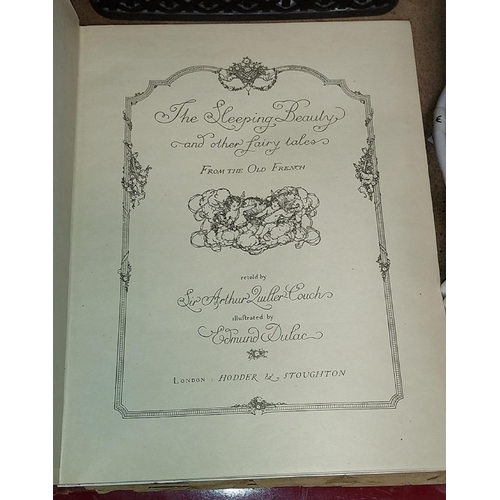 The Sleeping Beauty
and other fairy tales
FROM THE OLD FRENCH
retold by
Sir Arthur Quiller-Couch
illustrated by
Edmund Dulac
LONDON : HODDER & STOUGHTON